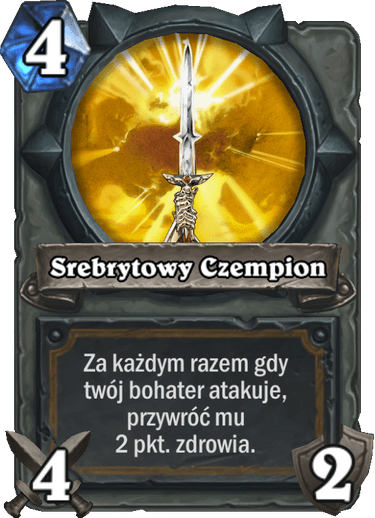 4
Srebrytowy Czempion
Za każdym razem gdy
twój bohater atakuje,
przywróć mu
2 pkt. zdrowia.
4
2